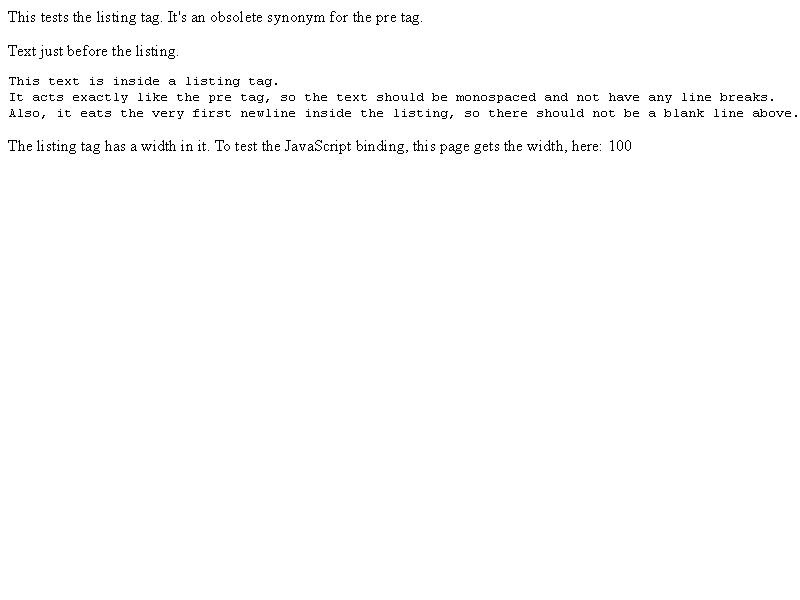 This tests the listing tag. It's an obsolete synonym for the pre tag.
Text just before the listing.
This text is inside a listing tag.
It acts exactly like the pre tag, so the text should be monospaced and not have any line breaks.
Also, it eats the very first newline inside the listing, so there should not be a blank line above.
The listing tag has a width in it. To test the JavaScript binding, this page gets the width, here: 100